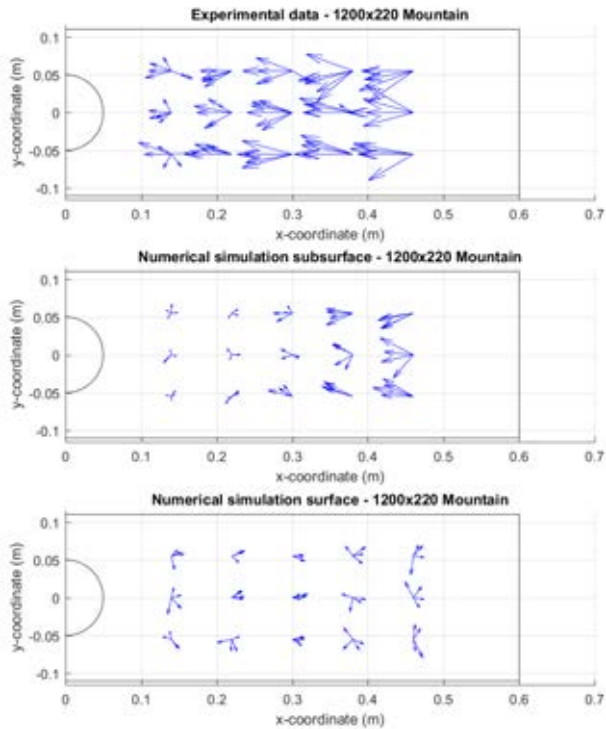 Experimental data - 1200x220 Mountain
0.1
0.05
0
-0.05
-0.1
y-coordinate (m)
0 0.1 0.2 0.3 0.4 0.5 0.6 0.7
x-coordinate (m)
Numerical simulation subsurface - 1200x220 Mountain
0.1
0.05
0
-0.05
-0.1
y-coordinate (m)
0 0.1 0.2 0.3 0.4 0.5 0.6 0.7
x-coordinate (m)
Numerical simulation surface - 1200x220 Mountain
0.1
0.05
0
-0.05
-0.1
y-coordinate (m)
0 0.1 0.2 0.3 0.4 0.5 0.6 0.7
x-coordinate (m)